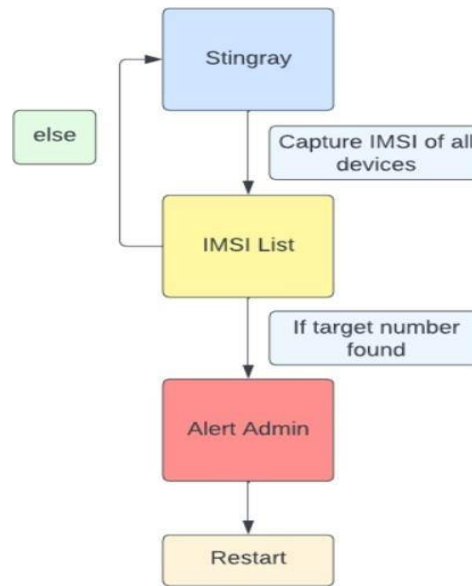 Stingray
else
Capture IMSI of all
devices
IMSI List
If target number
found
Alert Admin
Restart